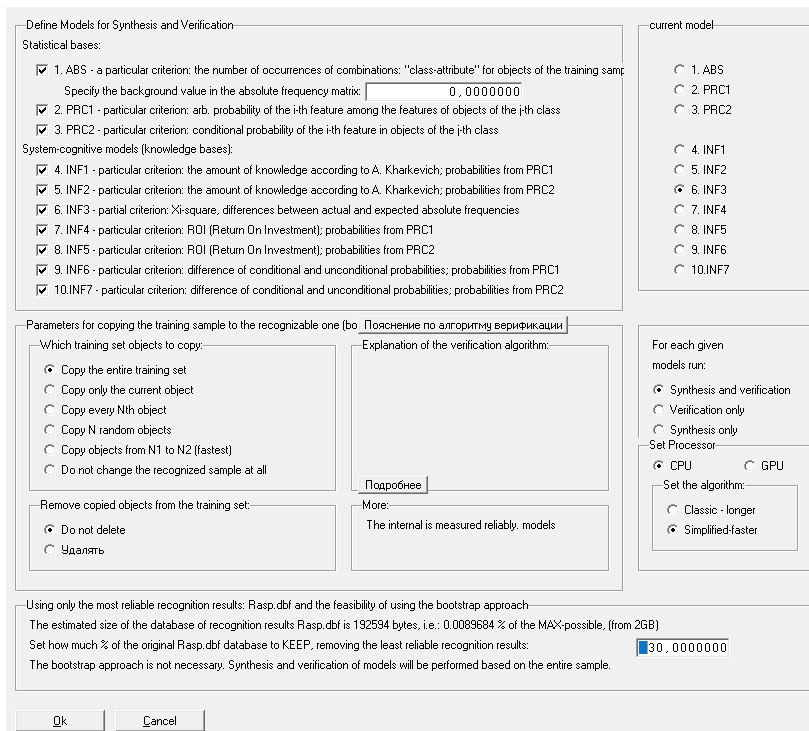 Define Models for Synthesis and Verification
Statistical bases:
1. ABS - a particular criterion: the number of occurrences of combinations: "class-attribute" for objects of the training samp
Specify the background value in the absolute frequency matrix: 0,0000000
2. PRC1 - particular criterion: arb. probability of the i-th feature among the features of objects of the j-th class
3. PRC2 - particular criterion: conditional probability of the i-th feature in objects of the j-th class
System-cognitive models (knowledge bases):
4. INF1 - particular criterion: the amount of knowledge according to A. Kharkevich; probabilities from PRC1
5. INF2 - particular criterion: the amount of knowledge according to A. Kharkevich; probabilities from PRC2
6. INF3 - partial criterion: Xi-square, differences between actual and expected absolute frequencies
7. INF4 - particular criterion: ROI (Return On Investment); probabilities from PRC1
8. INF5 - particular criterion: ROI (Return On Investment); probabilities from PRC2
9. INF6 - particular criterion: difference of conditional and unconditional probabilities; probabilities from PRC1
10.INF7 - particular criterion: difference of conditional and unconditional probabilities; probabilities from PRC2
current model
1. ABS
2. PRC1
3. PRC2
4. INF1
5. INF2
6. INF3
7. INF4
8. INF5
9. INF6
10.INF7
Parameters for copying the training sample to the recognizable one (bo
Пояснение по алгоритму верификации
Which training set objects to copy:
Copy the entire training set
Copy only the current object
Copy every Nth object
Copy N random objects
Copy objects from N1 to N2 (fastest)
Do not change the recognized sample at all
Explanation of the verification algorithm:
Подробнее
Remove copied objects from the training set:
Do not delete
Удалять
More:
The internal is measured reliably. models
For each given
models run:
Synthesis and verification
Verification only
Synthesis only
Set Processor
CPU GPU
Set the algorithm:
Classic - longer
Simplified-faster
Using only the most reliable recognition results: Rasp.dbf and the feasibility of using the bootstrap approach
The estimated size of the database of recognition results Rasp.dbf is 192594 bytes, i.e.: 0.0089684 % of the MAX-possible, (from 2GB)
Set how much % of the original Rasp.dbf database to KEEP, removing the least reliable recognition results: 30,0000000
The bootstrap approach is not necessary. Synthesis and verification of models will be performed based on the entire sample.
Ok Cancel